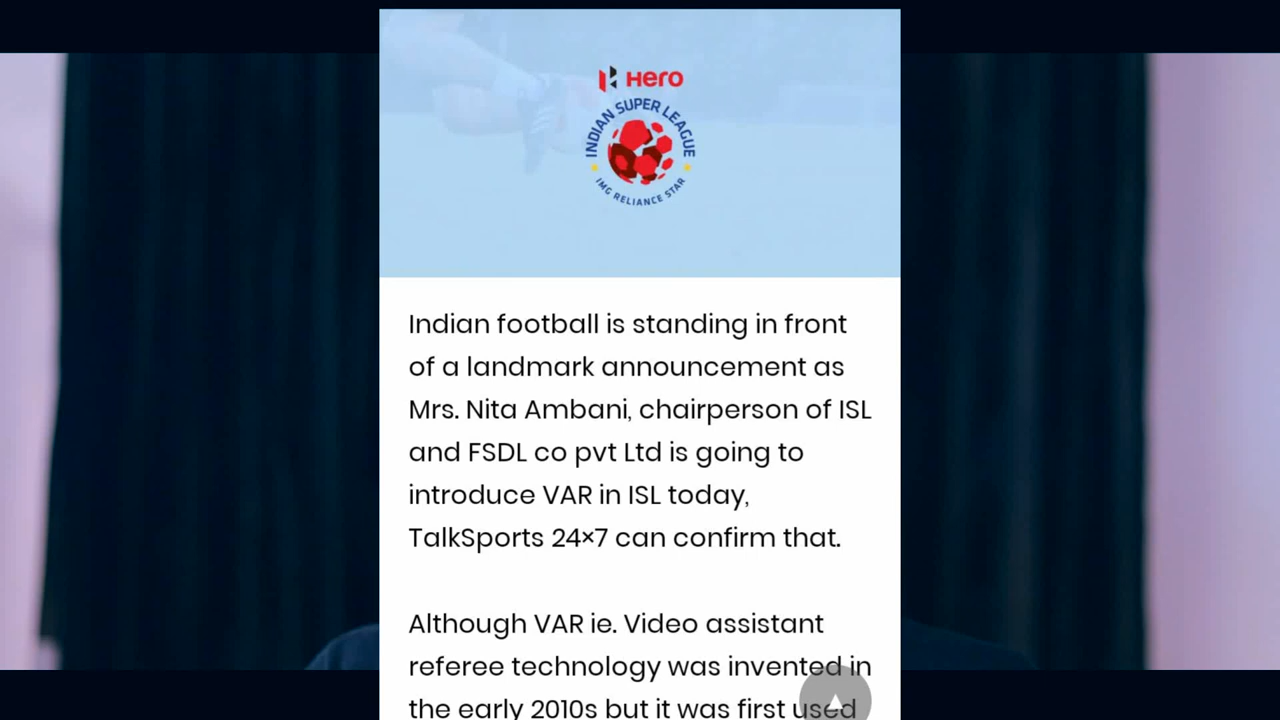 Hero
INDIAN SUPER LEAGUE
IMG RELIANCE STAR
Indian football is standing in front
of a landmark announcement as
Mrs. Nita Ambani, chairperson of ISL
and FSDL co pvt Ltd is going to
introduce VAR in ISL today,
TalkSports 24×7 can confirm that.
Although VAR ie. Video assistant
referee technology was invented in
the early 2010s but it was first used